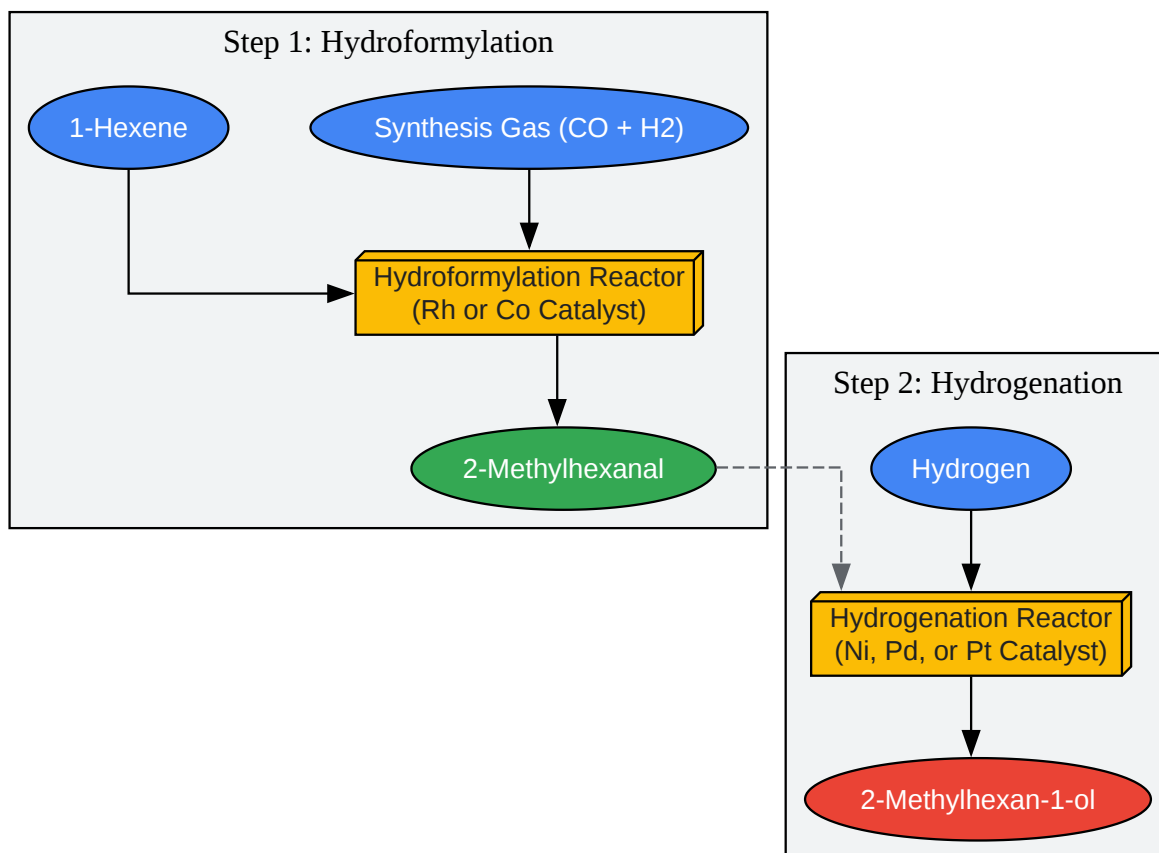 Step 1: Hydroformylation
1-Hexene
Synthesis Gas (CO + H2)
Hydroformylation Reactor
(Rh or Co Catalyst)
2-Methylhexanal
Step 2: Hydrogenation
Hydrogen
Hydrogenation Reactor
(Ni, Pd, or Pt Catalyst)
2-Methylhexan-1-ol